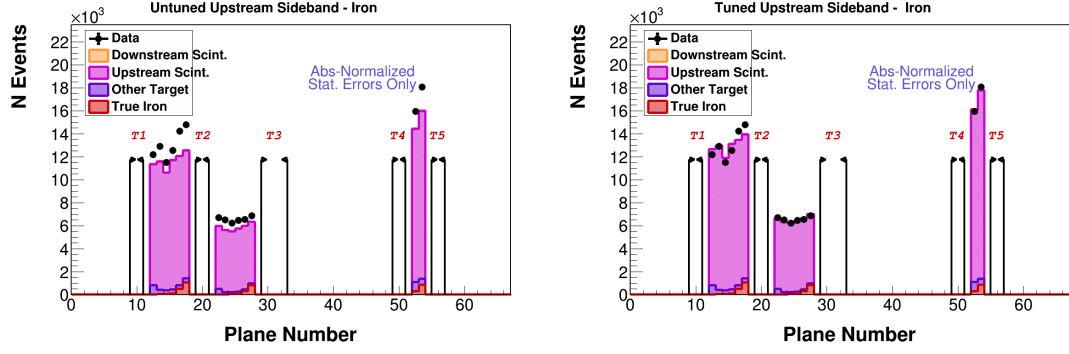 Untuned Upstream Sideband - Iron
×10³
N Events
22
20
18
16
14
12
10
8
6
4
2
0
Data
Downstream Scint.
Upstream Scint.
Other Target
True Iron
Abs-Normalized
Stat. Errors Only
T1 T2 T3 T4 T5
0 10 20 30 40 50 60
Plane Number
Tuned Upstream Sideband - Iron
×10³
N Events
22
20
18
16
14
12
10
8
6
4
2
0
Data
Downstream Scint.
Upstream Scint.
Other Target
True Iron
Abs-Normalized
Stat. Errors Only
T1 T2 T3 T4 T5
0 10 20 30 40 50 60
Plane Number